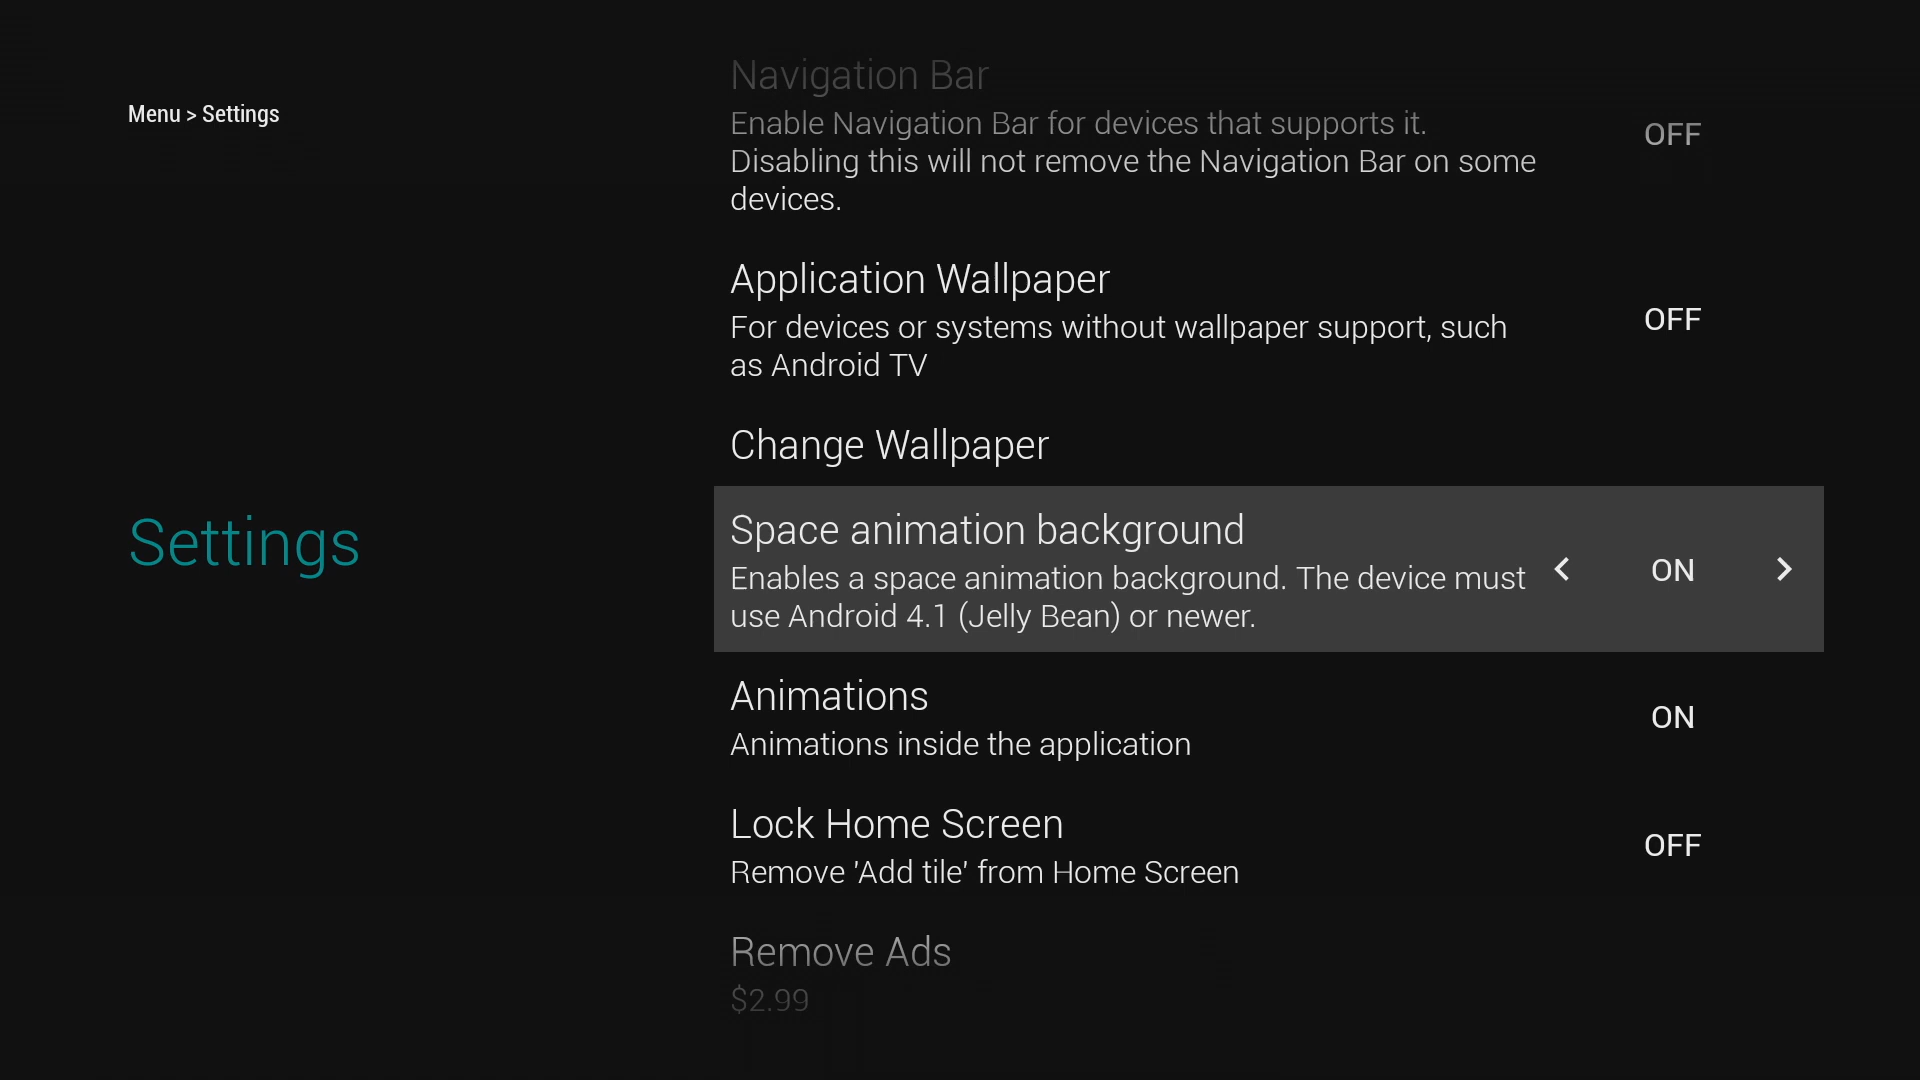 Menu > Settings
Settings
Navigation Bar
Enable Navigation Bar for devices that supports it.
Disabling this will not remove the Navigation Bar on some
devices.
OFF
Application Wallpaper
For devices or systems without wallpaper support, such
as Android TV
OFF
Change Wallpaper
Space animation background
Enables a space animation background. The device must
use Android 4.1 (Jelly Bean) or newer.
ON
Animations
Animations inside the application
ON
Lock Home Screen
Remove 'Add tile' from Home Screen
OFF
Remove Ads
$2.99